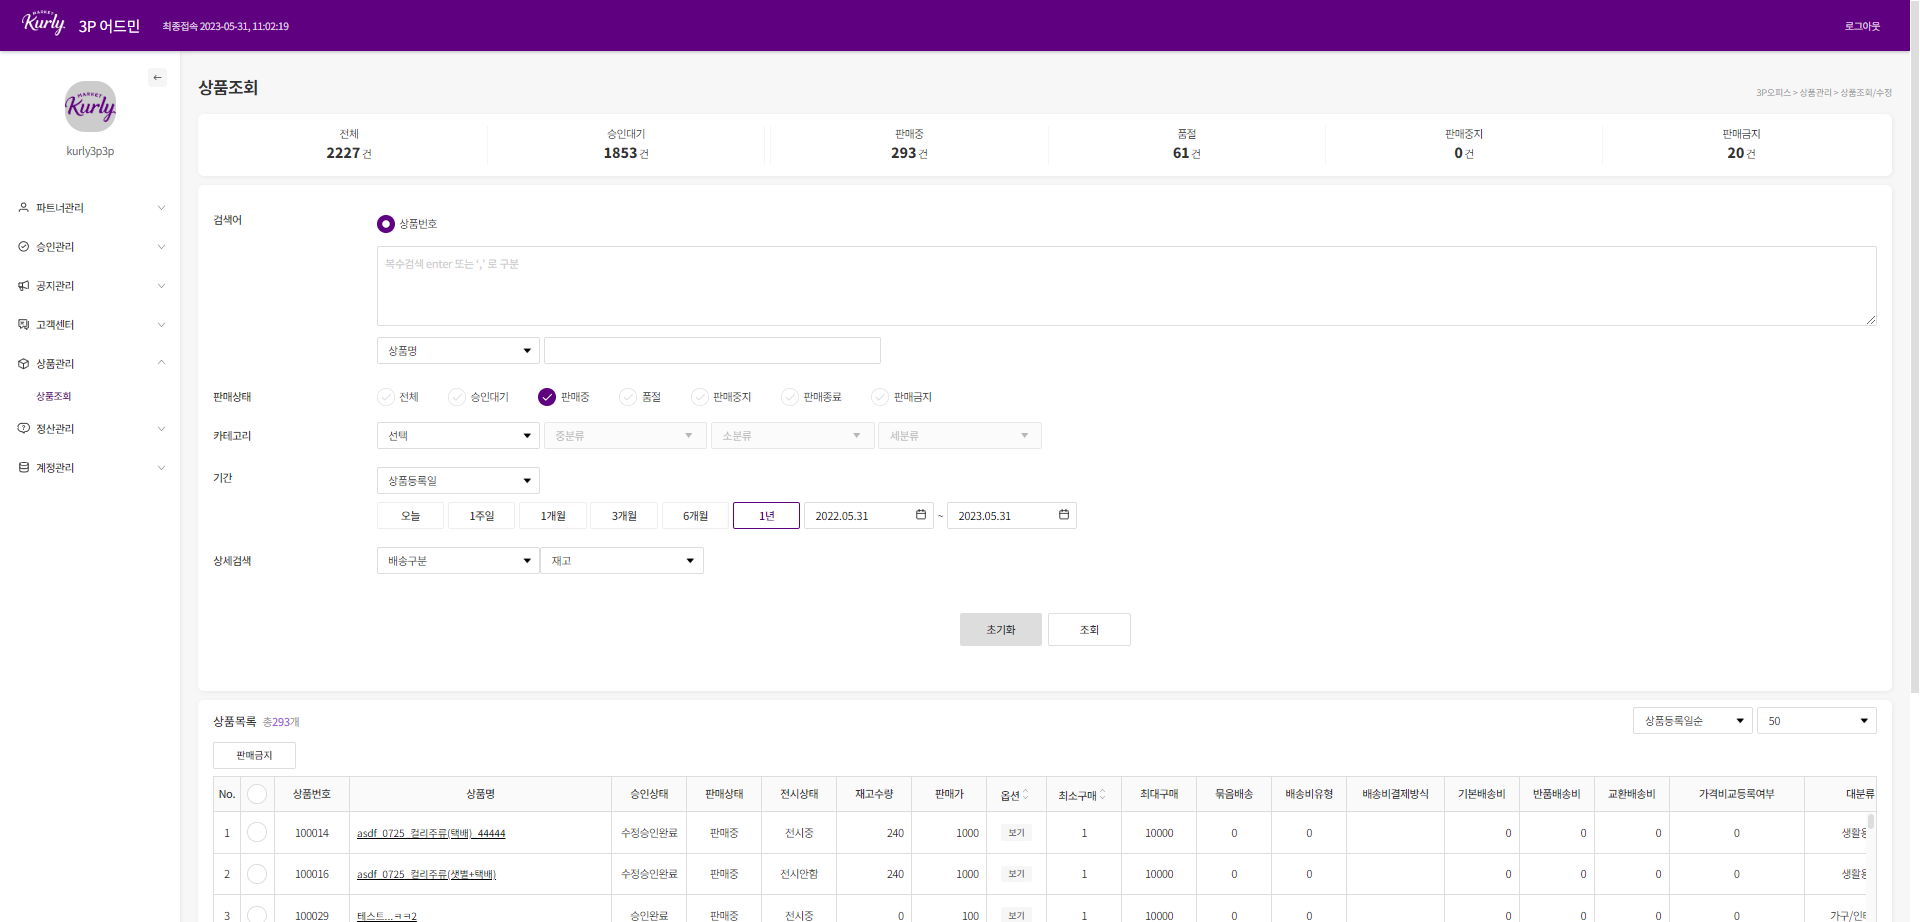 MARKET Kurly 3P 어드민 최종접속 2023-05-31, 11:02:19 로그아웃
←
MARKET Kurly
kurly3p3p
파트너관리
승인관리
공지관리
고객센터
상품관리
상품조회
정산관리
계정관리
상품조회
3P오피스 > 상품관리 > 상품조회/수정
전체 승인대기 판매중 품절 판매중지 판매금지
2227 건 1853 건 293 건 61 건 0 건 20 건
검색어 상품번호
복수검색 enter 또는 ',' 로 구분
상품명
판매상태 전체 승인대기 판매중 품절 판매중지 판매종료 판매금지
카테고리 선택 중분류 소분류 세분류
기간 상품등록일
오늘 1주일 1개월 3개월 6개월 1년 2022.05.31 ~ 2023.05.31
상세검색 배송구분 재고
초기화 조회
상품목록 총293개 상품등록일순 50
판매금지
No. 상품번호 상품명 승인상태 판매상태 전시상태 재고수량 판매가 옵션 최소구매 최대구매 묶음배송 배송비유형 배송비결제방식 기본배송비 반품배송비 교환배송비 가격비교등록여부 대분류
1 100014 asdf_0725_컬리주류(택배)_44444 수정승인완료 판매중 전시중 240 1000 보기 1 10000 0 0 0 0 0 0 생활용
2 100016 asdf_0725_컬리주류(샛별+택배) 수정승인완료 판매중 전시안함 240 1000 보기 1 10000 0 0 0 0 0 0 생활용
3 100029 테스트...ㅋㅋ2 승인완료 판매중 전시중 0 100 보기 1 10000 0 0 0 0 0 0 가구/인테